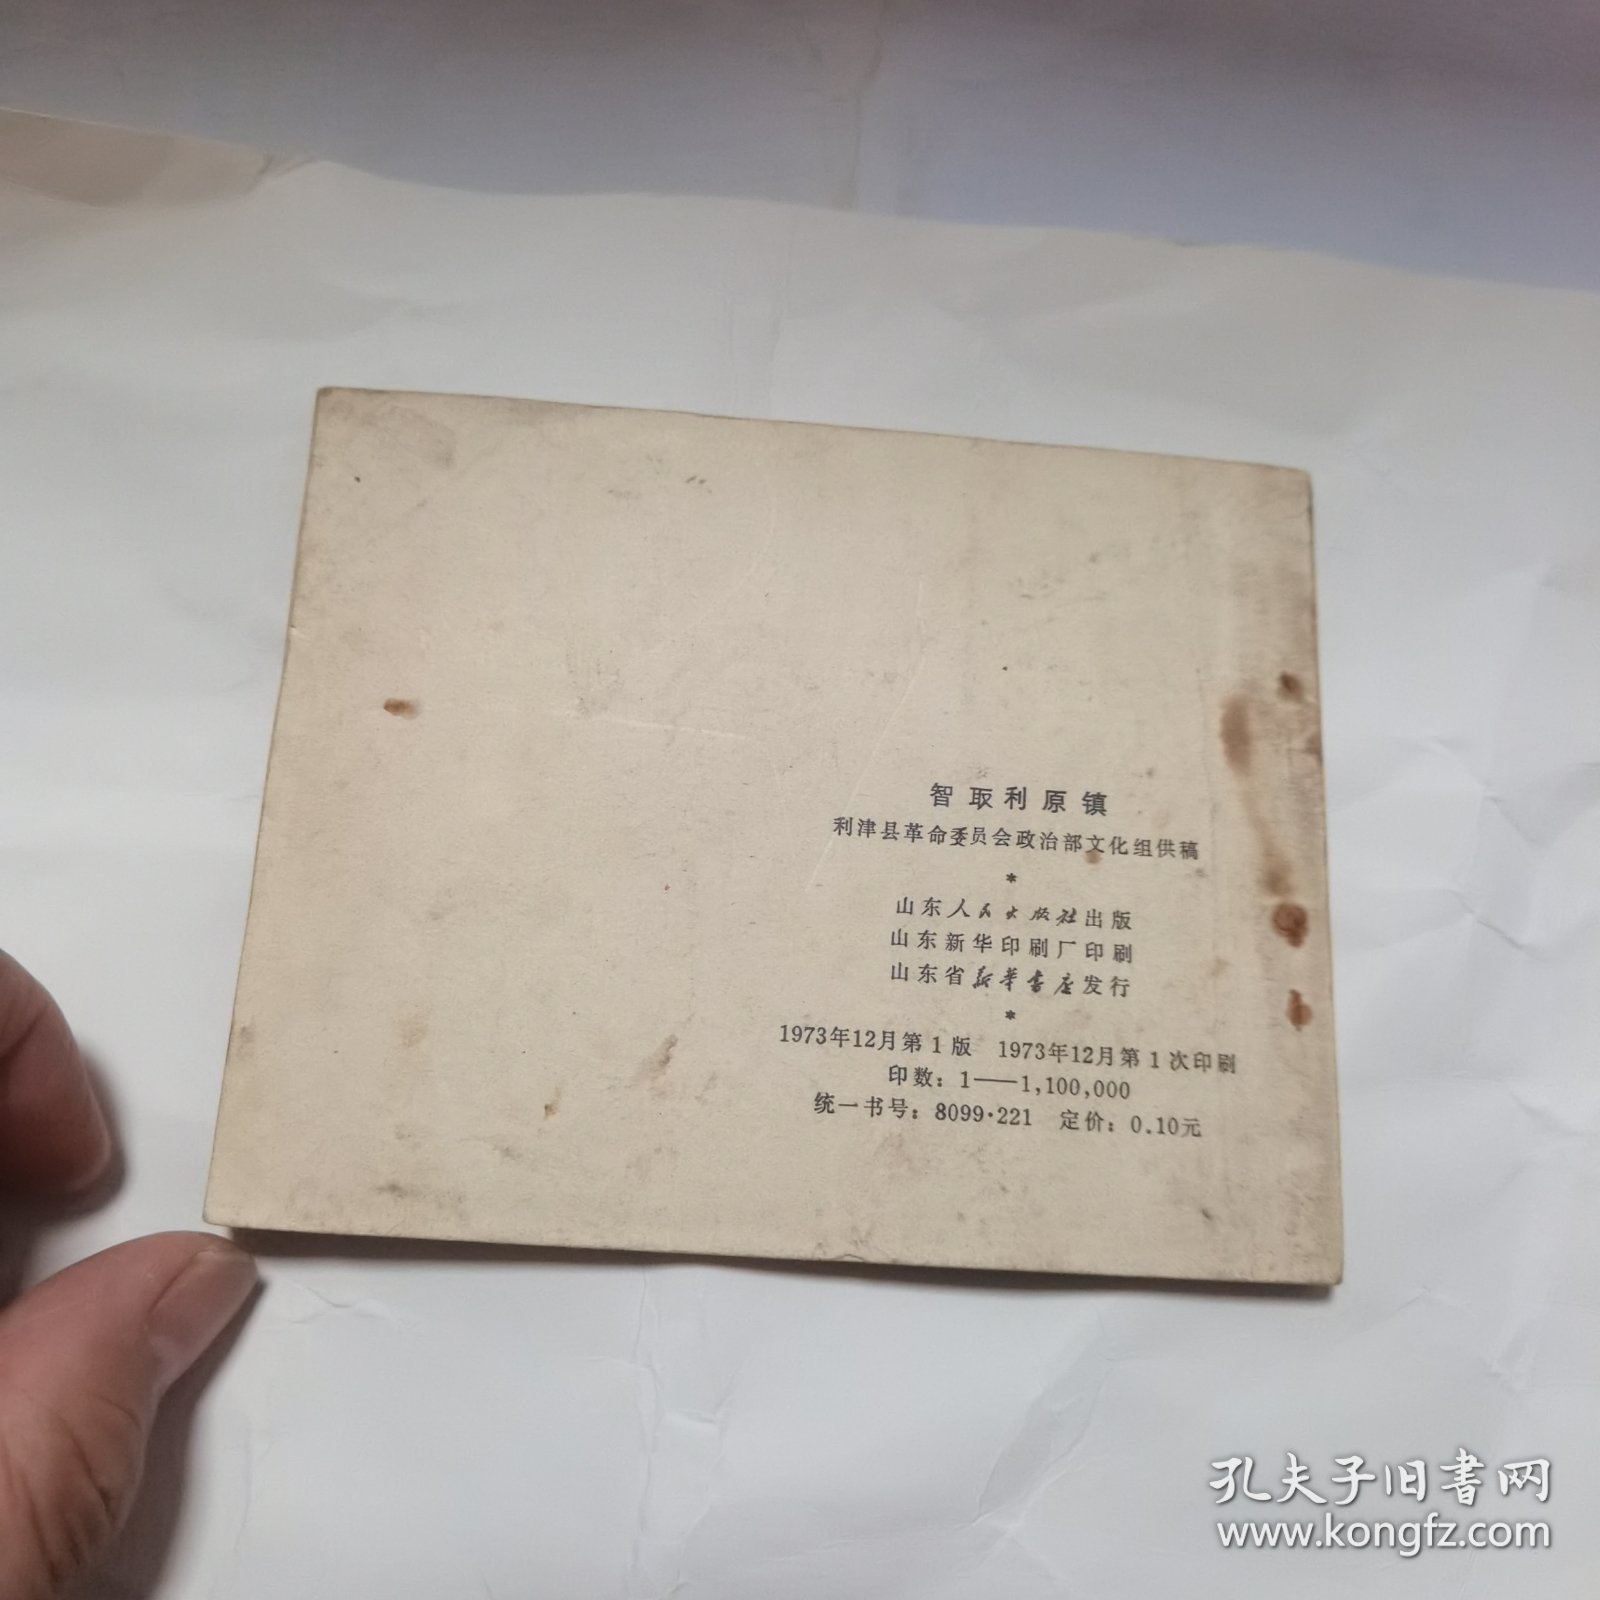 智取利原镇
利津县革命委员会政治部文化组供稿
*
山东人民出版社出版
山东新华印刷厂印刷
山东省新华书店发行
*
1973年12月第1版 1973年12月第1次印刷
印数：1——1,100,000
统一书号：8099·221 定价：0.10元
孔夫子旧书网
www.kongfz.com